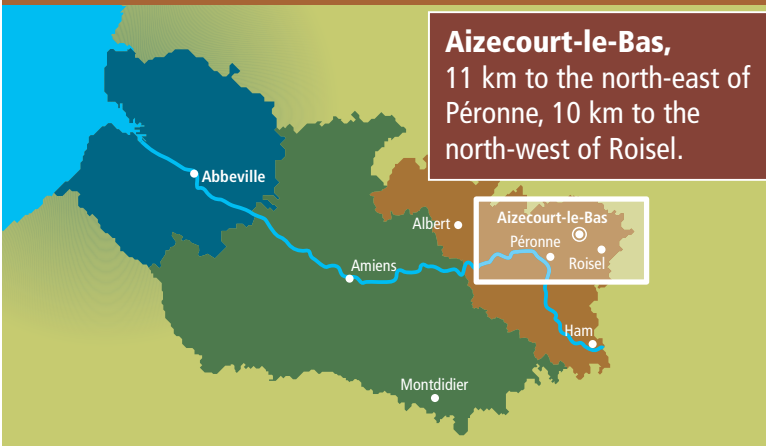 Aizecourt-le-Bas,
11 km to the north-east of
Péronne, 10 km to the
north-west of Roisel.
Abbeville
Albert
Aizecourt-le-Bas
Péronne
Roisel
Amiens
Ham
Montdidier